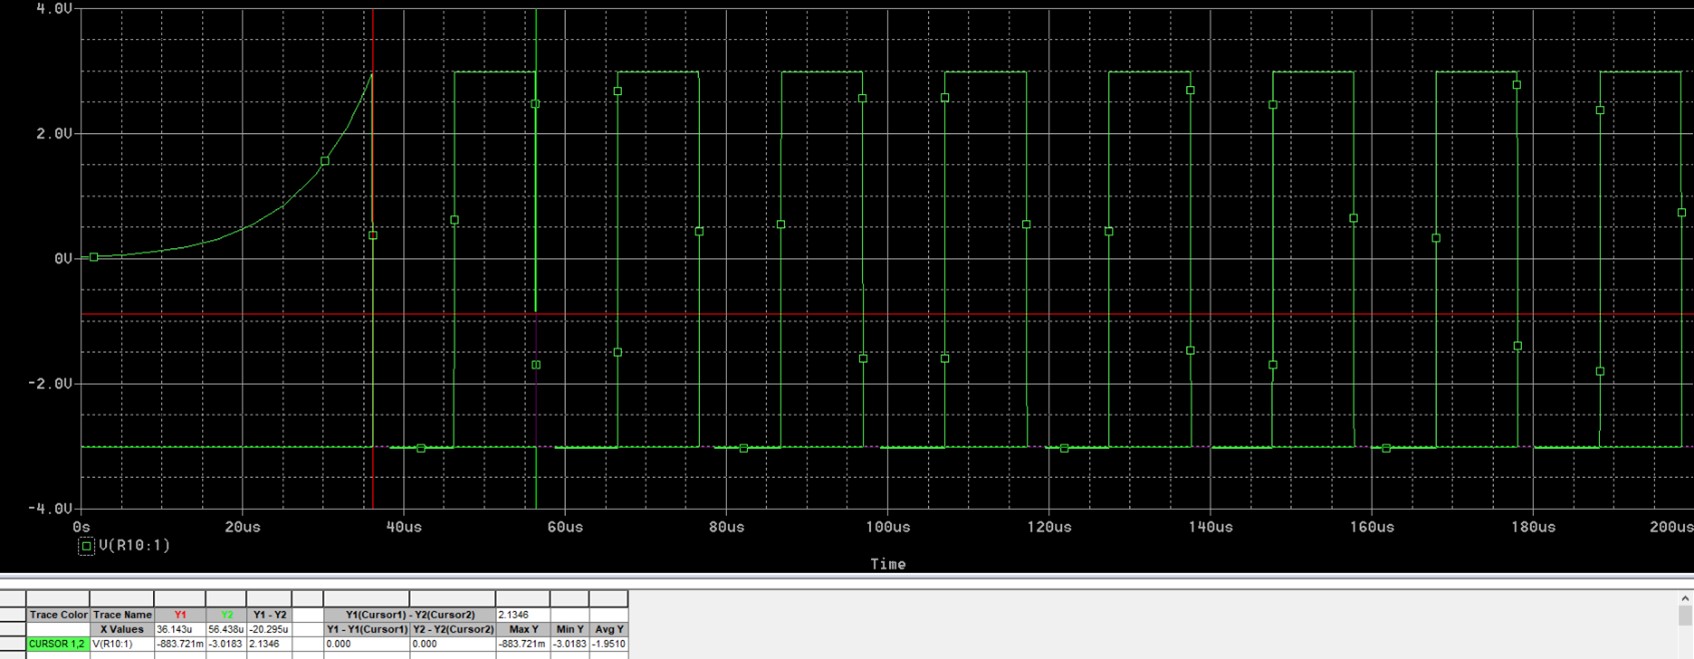 4.0V
2.0V
0V
-2.0V
-4.0V
0s 20us 40us 60us 80us 100us 120us 140us 160us 180us 200us
V(R10:1)
Time
Trace Color Trace Name Y1 Y2 Y1 - Y2 Y1(Cursor1) - Y2(Cursor2) 2.1346
X Values 36.143u 56.438u -20.295u Y1 - Y1(Cursor1) Y2 - Y2(Cursor2) Max Y Min Y Avg Y
CURSOR 1,2 V(R10:1) -883.721m -3.0183 2.1346 0.000 0.000 -883.721m -3.0183 -1.9510